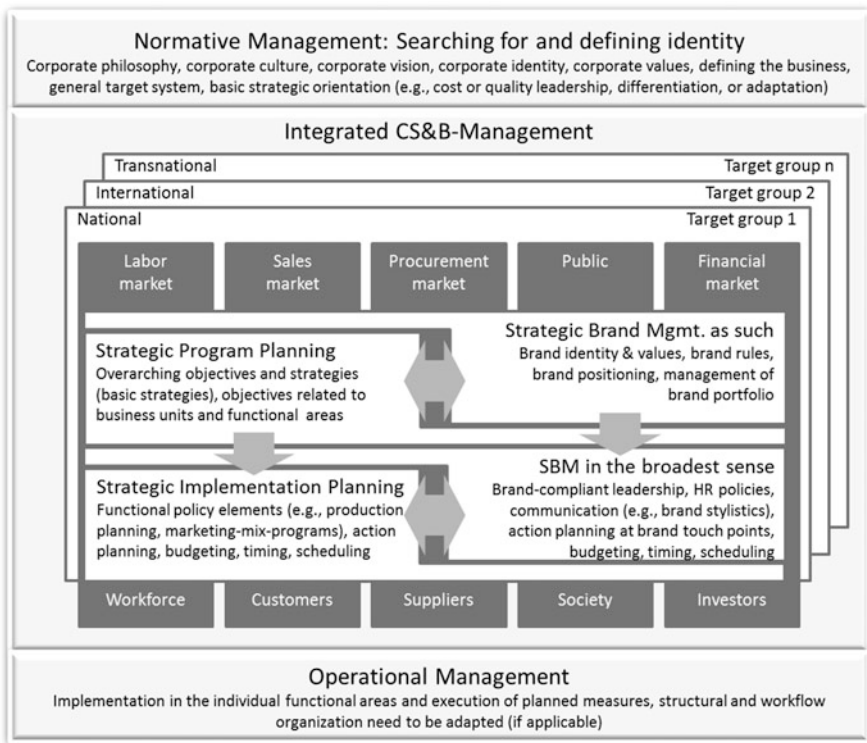 Normative Management: Searching for and defining identity
Corporate philosophy, corporate culture, corporate vision, corporate identity, corporate values, defining the business,
general target system, basic strategic orientation (e.g., cost or quality leadership, differentiation, or adaptation)
Integrated CS&B-Management
Transnational Target group n
International Target group 2
National Target group 1
Labor market
Sales market
Procurement market
Public
Financial market
Strategic Program Planning
Overarching objectives and strategies
(basic strategies), objectives related to
business units and functional areas
Strategic Brand Mgmt. as such
Brand identity & values, brand rules,
brand positioning, management of
brand portfolio
Strategic Implementation Planning
Functional policy elements (e.g., production
planning, marketing-mix-programs), action
planning, budgeting, timing, scheduling
SBM in the broadest sense
Brand-compliant leadership, HR policies,
communication (e.g., brand stylistics),
action planning at brand touch points,
budgeting, timing, scheduling
Workforce Customers Suppliers Society Investors
Operational Management
Implementation in the individual functional areas and execution of planned measures, structural and workflow
organization need to be adapted (if applicable)